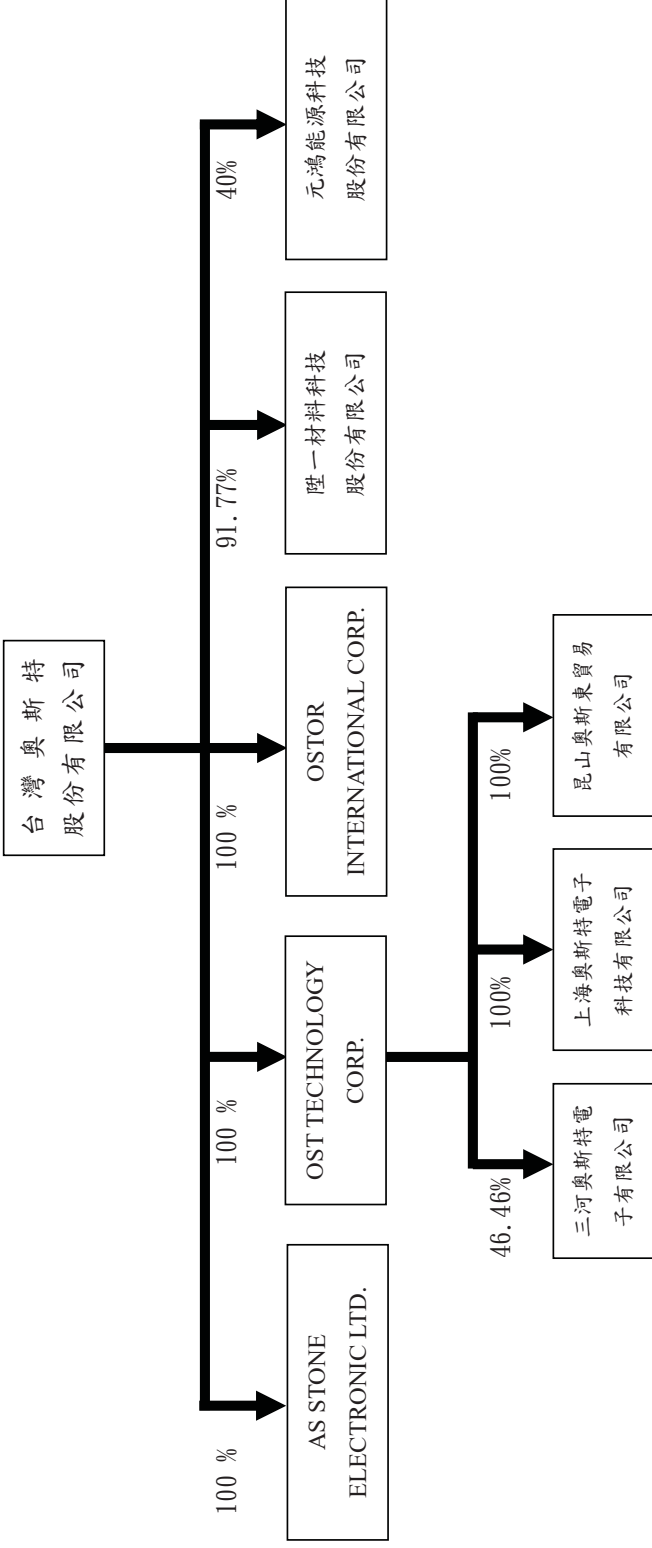 台灣奧斯特
股份有限公司
100 %
100 %
100 %
91.77%
40%
AS STONE
ELECTRONIC LTD.
OST TECHNOLOGY
CORP.
OSTOR
INTERNATIONAL CORP.
陞一材料科技
股份有限公司
元鴻能源科技
股份有限公司
46.46%
100%
100%
三河奧斯特電
子有限公司
上海奧斯特電子
科技有限公司
昆山奧斯東貿易
有限公司